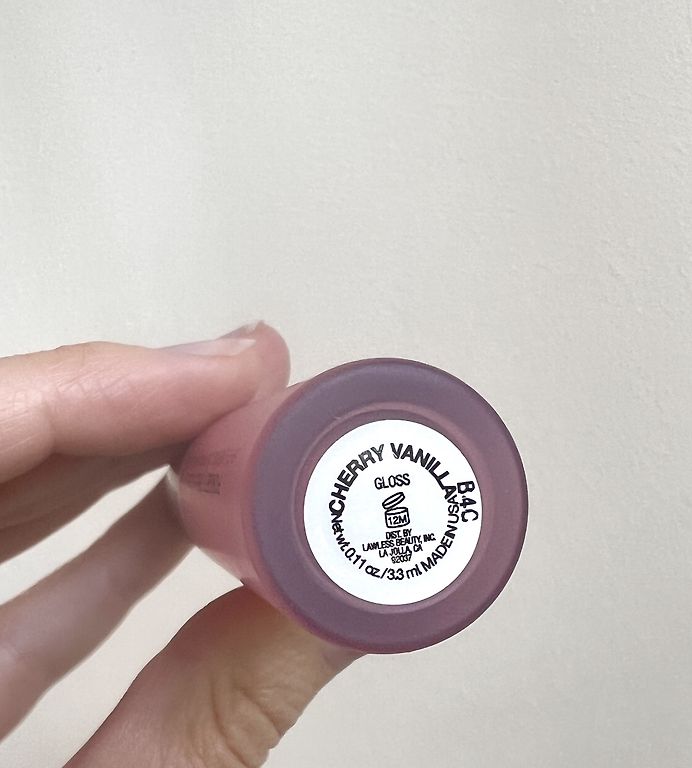 CHERRY VANILLA
GLOSS
12M
DIST. BY
LAWLESS BEAUTY, INC.
LA JOLLA, CA
92037
Net wt. 0.11 oz./3.3 ml MADE IN USA
B4C